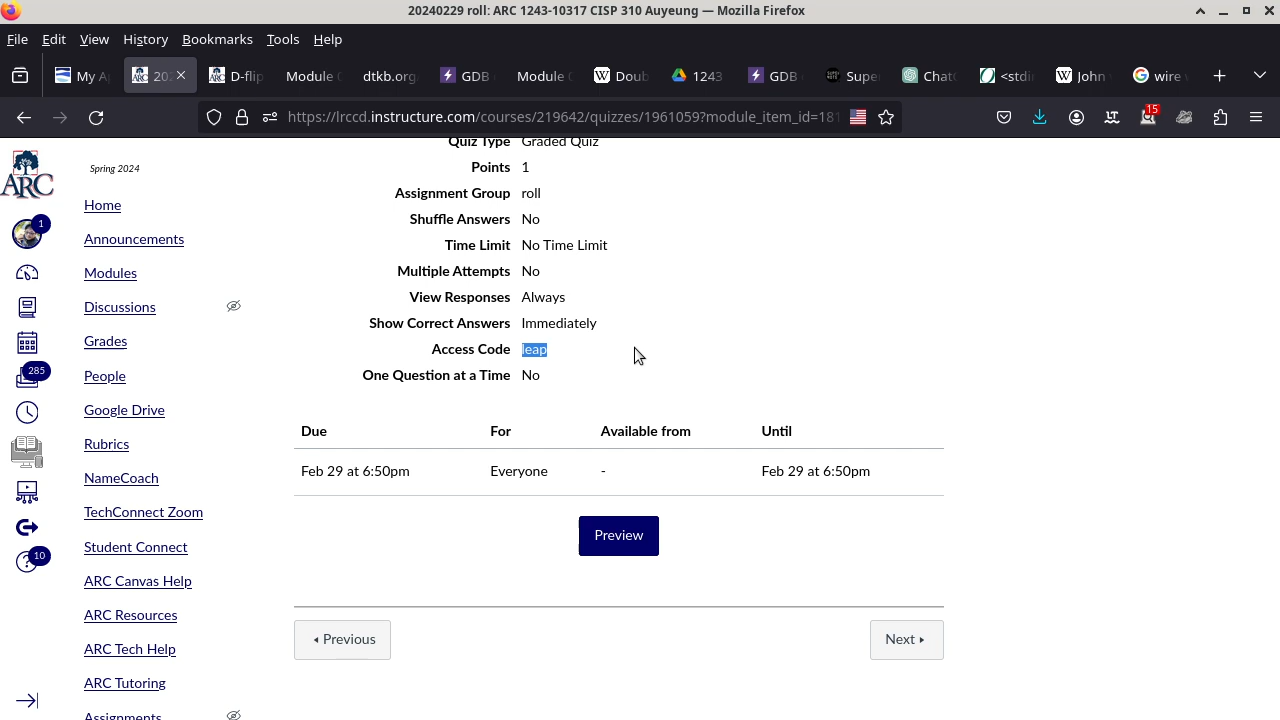 20240229 roll: ARC 1243-10317 CISP 310 Auyeung — Mozilla Firefox
File Edit View History Bookmarks Tools Help
My A 202 D-flip Module dtkb.org GDB Module Doub 1243 GDB Supe ChatG <stdi John wire
https://lrccd.instructure.com/courses/219642/quizzes/1961059?module_item_id=181
15
ARC
Spring 2024
1
285
10
Home
Announcements
Modules
Discussions
Grades
People
Google Drive
Rubrics
NameCoach
TechConnect Zoom
Student Connect
ARC Canvas Help
ARC Resources
ARC Tech Help
ARC Tutoring
Assignments
Quiz Type Graded Quiz
Points 1
Assignment Group roll
Shuffle Answers No
Time Limit No Time Limit
Multiple Attempts No
View Responses Always
Show Correct Answers Immediately
Access Code leap
One Question at a Time No
Due For Available from Until
Feb 29 at 6:50pm Everyone - Feb 29 at 6:50pm
Preview
Previous Next